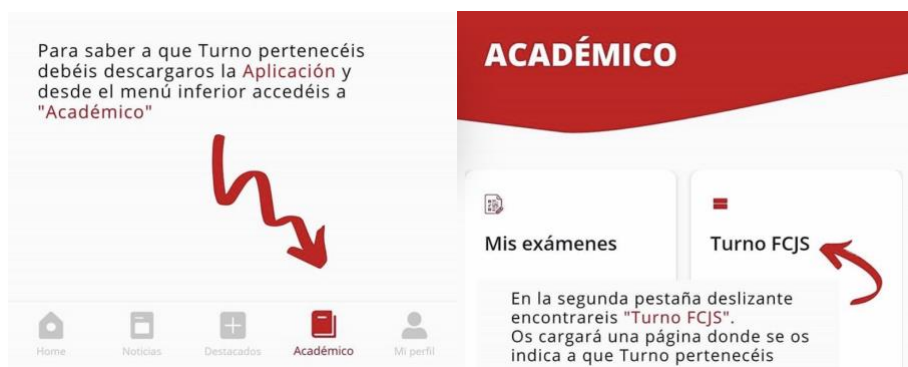 Para saber a que Turno pertenecéis
debéis descargaros la Aplicación y
desde el menú inferior accedéis a
"Académico"
Home
Noticias
Destacados
Académico
Mi perfil
ACADÉMICO
Mis exámenes
Turno FCJS
En la segunda pestaña deslizante
encontrareis "Turno FCJS".
Os cargará una página donde se os
indica a que Turno pertenecéis